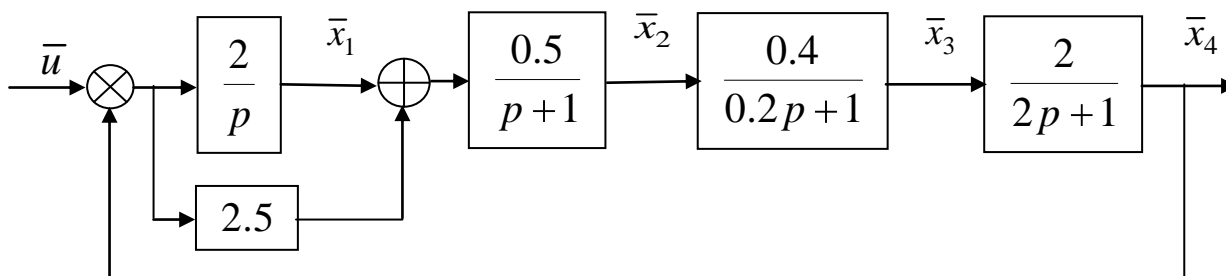 u̅
2/p
x̅₁
0.5/(p+1)
x̅₂
0.4/(0.2p+1)
x̅₃
2/(2p+1)
x̅₄
2.5